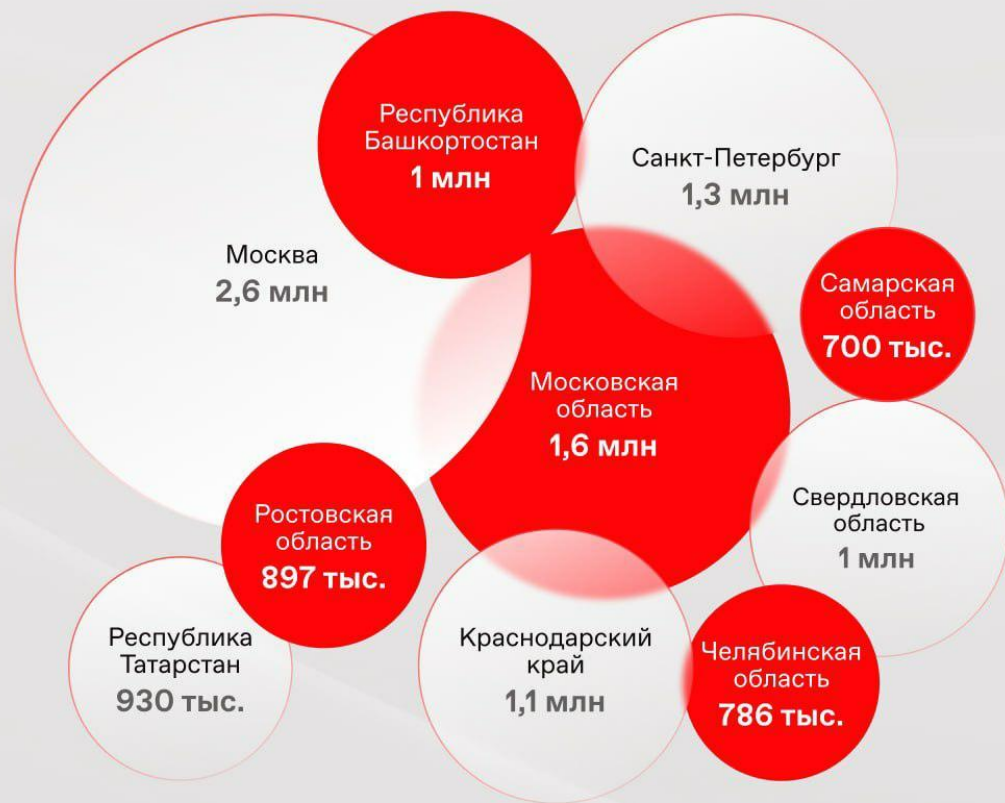 Республика
Башкортостан
1 млн
Санкт-Петербург
1,3 млн
Москва
2,6 млн
Самарская
область
700 тыс.
Московская
область
1,6 млн
Свердловская
область
1 млн
Ростовская
область
897 тыс.
Республика
Татарстан
930 тыс.
Краснодарский
край
1,1 млн
Челябинская
область
786 тыс.